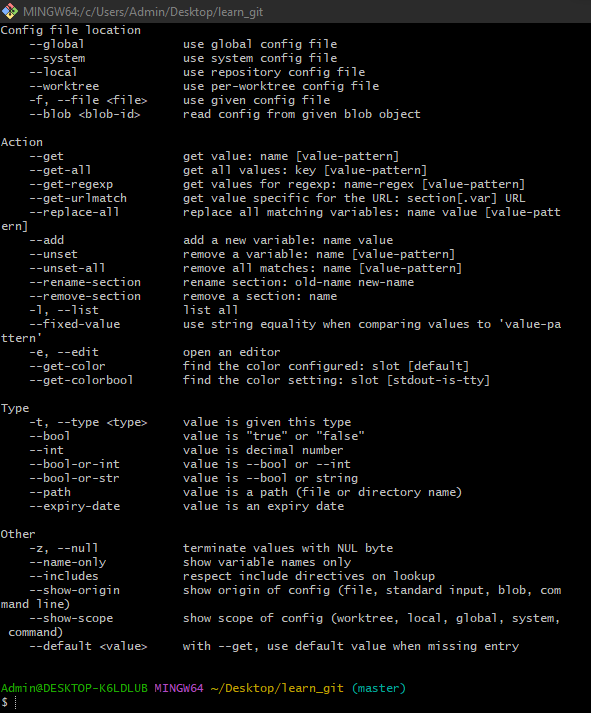 MINGW64:/c/Users/Admin/Desktop/learn_git
Config file location
    --global              use global config file
    --system              use system config file
    --local               use repository config file
    --worktree            use per-worktree config file
    -f, --file <file>     use given config file
    --blob <blob-id>      read config from given blob object

Action
    --get                 get value: name [value-pattern]
    --get-all             get all values: key [value-pattern]
    --get-regexp          get values for regexp: name-regex [value-pattern]
    --get-urlmatch        get value specific for the URL: section[.var] URL
    --replace-all         replace all matching variables: name value [value-patt
ern]
    --add                 add a new variable: name value
    --unset               remove a variable: name [value-pattern]
    --unset-all           remove all matches: name [value-pattern]
    --rename-section      rename section: old-name new-name
    --remove-section      remove a section: name
    -l, --list            list all
    --fixed-value         use string equality when comparing values to 'value-pa
ttern'
    -e, --edit            open an editor
    --get-color           find the color configured: slot [default]
    --get-colorbool       find the color setting: slot [stdout-is-tty]

Type
    -t, --type <type>     value is given this type
    --bool                value is "true" or "false"
    --int                 value is decimal number
    --bool-or-int         value is --bool or --int
    --bool-or-str         value is --bool or string
    --path                value is a path (file or directory name)
    --expiry-date         value is an expiry date

Other
    -z, --null            terminate values with NUL byte
    --name-only           show variable names only
    --includes            respect include directives on lookup
    --show-origin         show origin of config (file, standard input, blob, com
mand line)
    --show-scope          show scope of config (worktree, local, global, system,
 command)
    --default <value>     with --get, use default value when missing entry

Admin@DESKTOP-K6LDLUB MINGW64 ~/Desktop/learn_git (master)
$